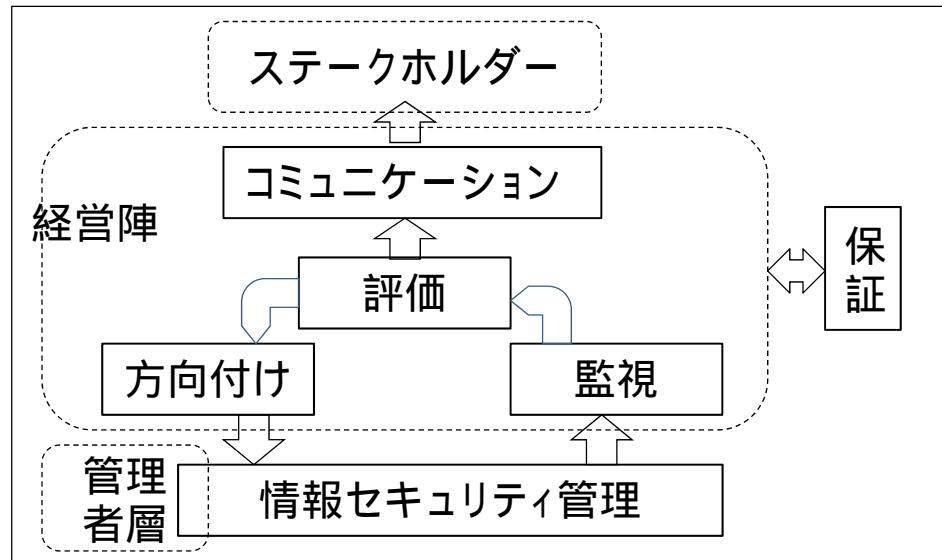 ステークホルダー
コミュニケーション
経営陣
評価
保
証
方向付け
監視
管理
者層
情報セキュリティ管理